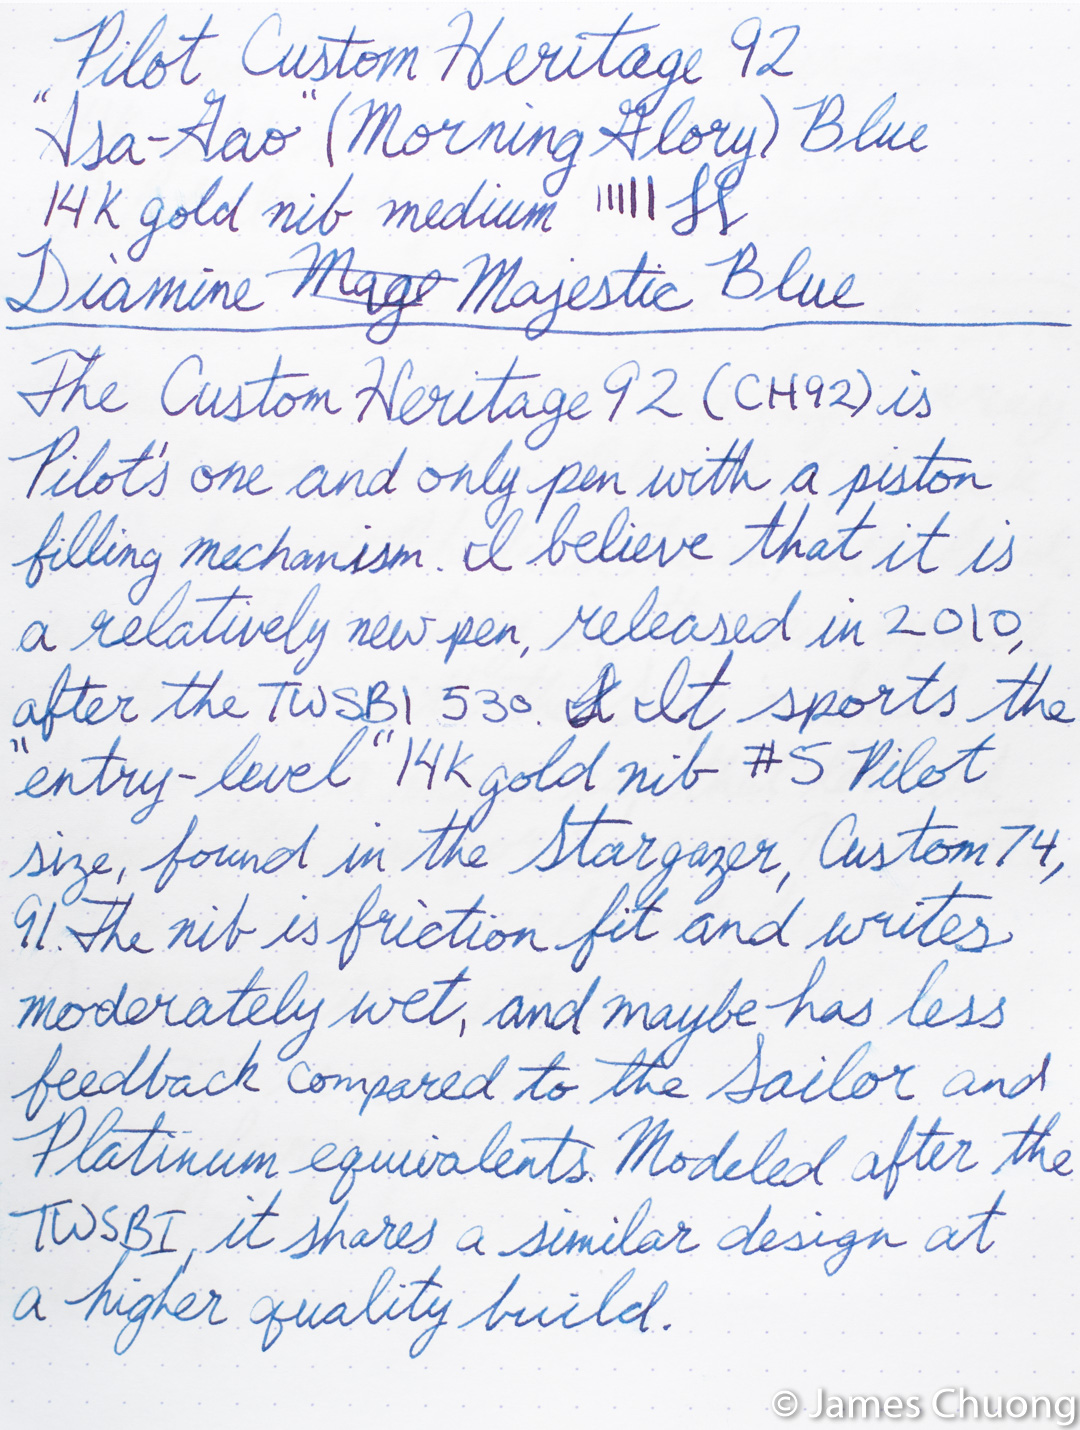 Pilot Custom Heritage 92
"Asa-Gao" (Morning Glory) Blue
14K gold nib medium
Diamine Mage Majestic Blue
The Custom Heritage 92 (CH92) is
Pilot's one and only pen with a piston
filling mechanism. I believe that it is
a relatively new pen, released in 2010,
after the TWSBI 530. It sports the
"entry-level" 14K gold nib #5 Pilot
size, found in the Stargazer, Custom 74,
91. The nib is friction fit and writes
moderately wet, and maybe has less
feedback compared to the Sailor and
Platinum equivalents. Modeled after the
TWSBI, it shares a similar design at
a higher quality build.
© James Chuong